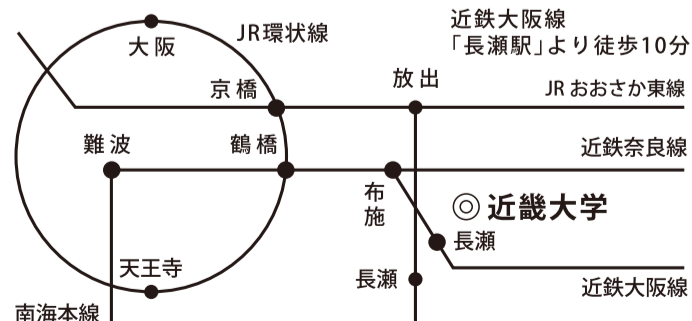 近鉄大阪線
「長瀬駅」より徒歩10分
JR環状線
大阪
放出
京橋
JRおおさか東線
難波
鶴橋
近鉄奈良線
布施
◎近畿大学
長瀬
天王寺
長瀬
近鉄大阪線
南海本線